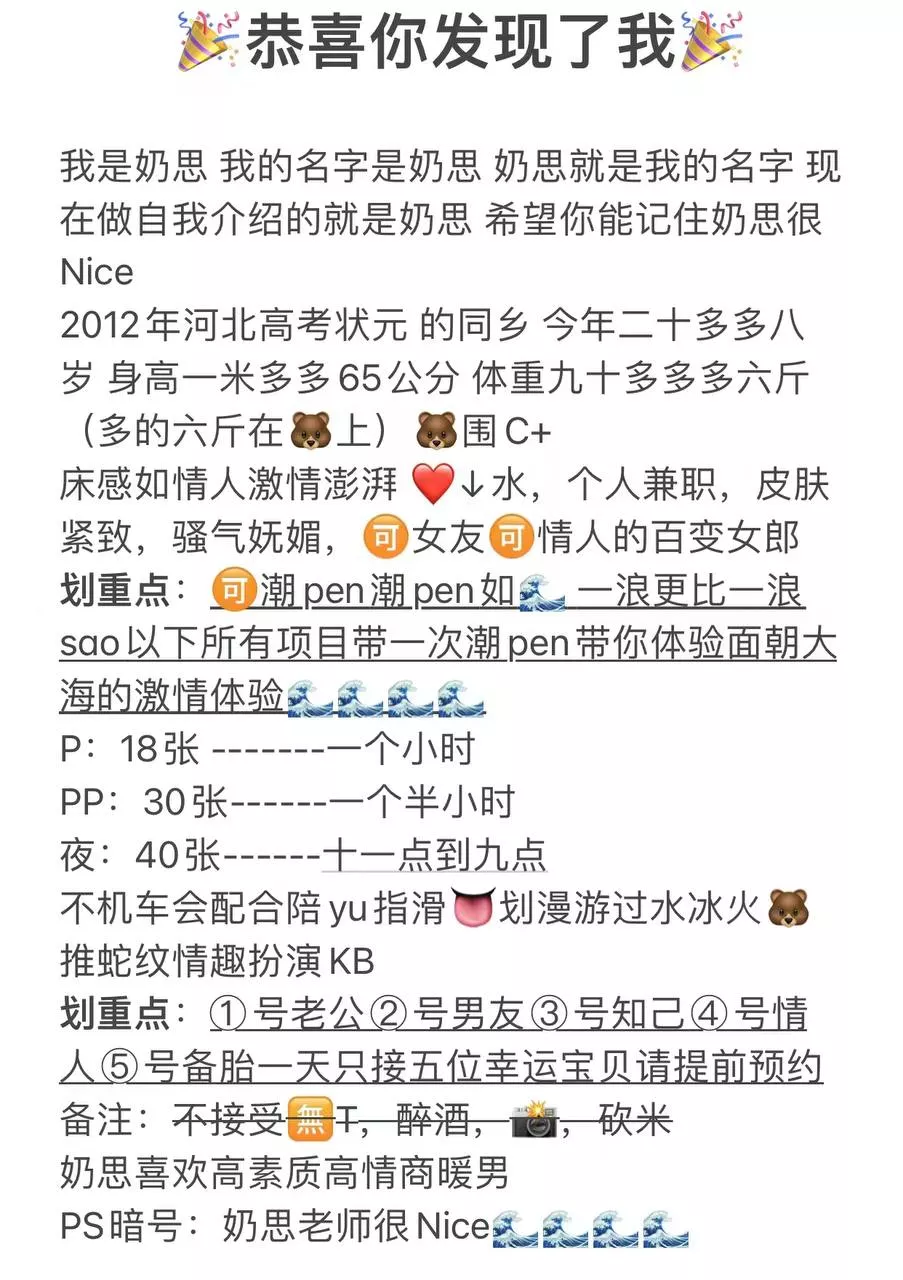 🎉恭喜你发现了我🎉
我是奶思 我的名字是奶思 奶思就是我的名字 现
在做自我介绍的就是奶思 希望你能记住奶思很
Nice
2012年河北高考状元 的同乡 今年二十多多八
岁 身高一米多多65公分 体重九十多多多六斤
（多的六斤在🐻上）🐻围C+
床感如情人激情澎湃 ❤️↓水，个人兼职，皮肤
紧致，骚气妩媚，🉑女友🉑情人的百变女郎
划重点：🉑潮pen潮pen如🌊 一浪更比一浪
sao以下所有项目带一次潮pen带你体验面朝大
海的激情体验🌊🌊🌊🌊
P：18张 -------一个小时
PP：30张------一个半小时
夜：40张------十一点到九点
不机车会配合陪yu指滑👅划漫游过水冰火🐻
推蛇纹情趣扮演KB
划重点：①号老公②号男友③号知己④号情
人⑤号备胎一天只接五位幸运宝贝请提前预约
备注：不接受🈚T，醉酒，📸，砍米
奶思喜欢高素质高情商暖男
PS暗号：奶思老师很Nice🌊🌊🌊🌊